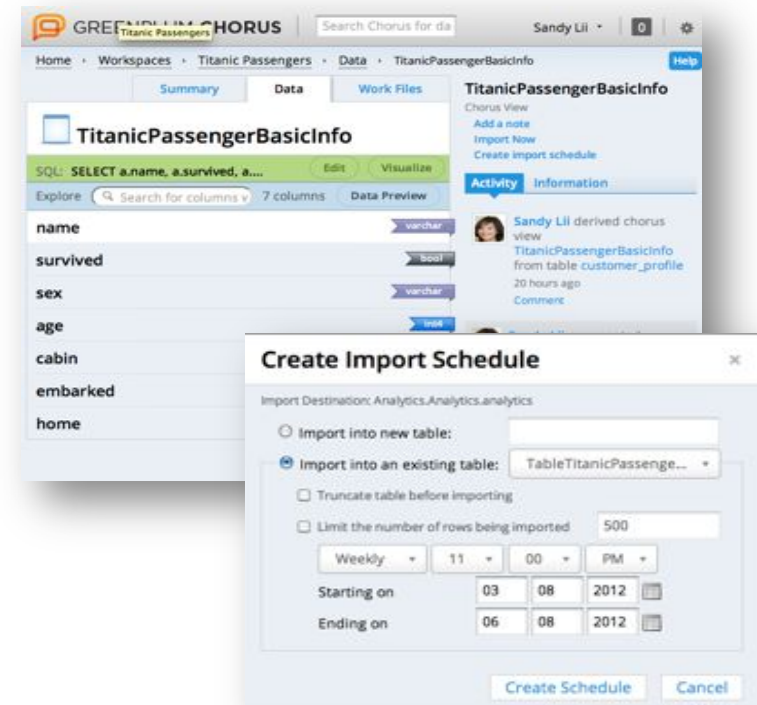 GREENPLUM CHORUS
Titanic Passengers
Search Chorus for da
Sandy Lii
0
Home Workspaces Titanic Passengers Data TitanicPassengerBasicInfo
Help
Summary Data Work Files
TitanicPassengerBasicInfo
SQL: SELECT a.name, a.survived, a....
Edit Visualize
Explore Search for columns 7 columns Data Preview
name varchar
survived bool
sex varchar
age int4
cabin
embarked
home
TitanicPassengerBasicInfo
Chorus View
Add a note
Import Now
Create import schedule
Activity Information
Sandy Lii derived chorus
view
TitanicPassengerBasicInfo
from table customer_profile
20 hours ago
Comment
Create Import Schedule ×
Import Destination: Analytics.Analytics.analytics
Import into new table:
Import into an existing table: TableTitanicPassenge...
Truncate table before importing
Limit the number of rows being imported 500
Weekly 11 00 PM
Starting on 03 08 2012
Ending on 06 08 2012
Create Schedule Cancel